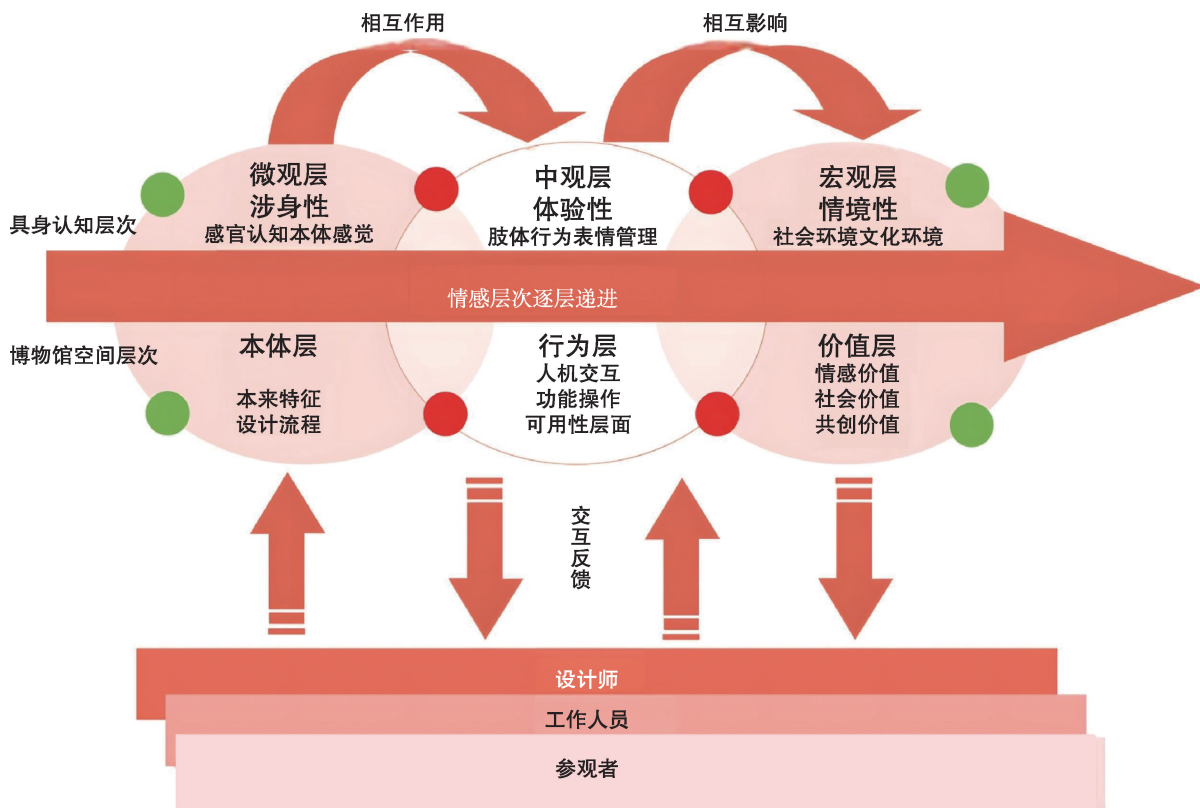 相互作用
相互影响
微观层
涉身性
感官认知本体感觉
中观层
体验性
肢体行为表情管理
宏观层
情境性
社会环境文化环境
具身认知层次
情感层次逐层递进
博物馆空间层次
本体层
本来特征
设计流程
行为层
人机交互
功能操作
可用性层面
价值层
情感价值
社会价值
共创价值
交互反馈
设计师
工作人员
参观者